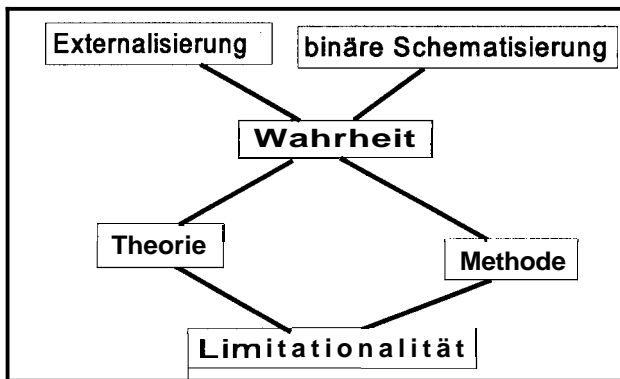 Externalisierung
binäre Schematisierung
Wahrheit
Theorie
Methode
Limitationalität